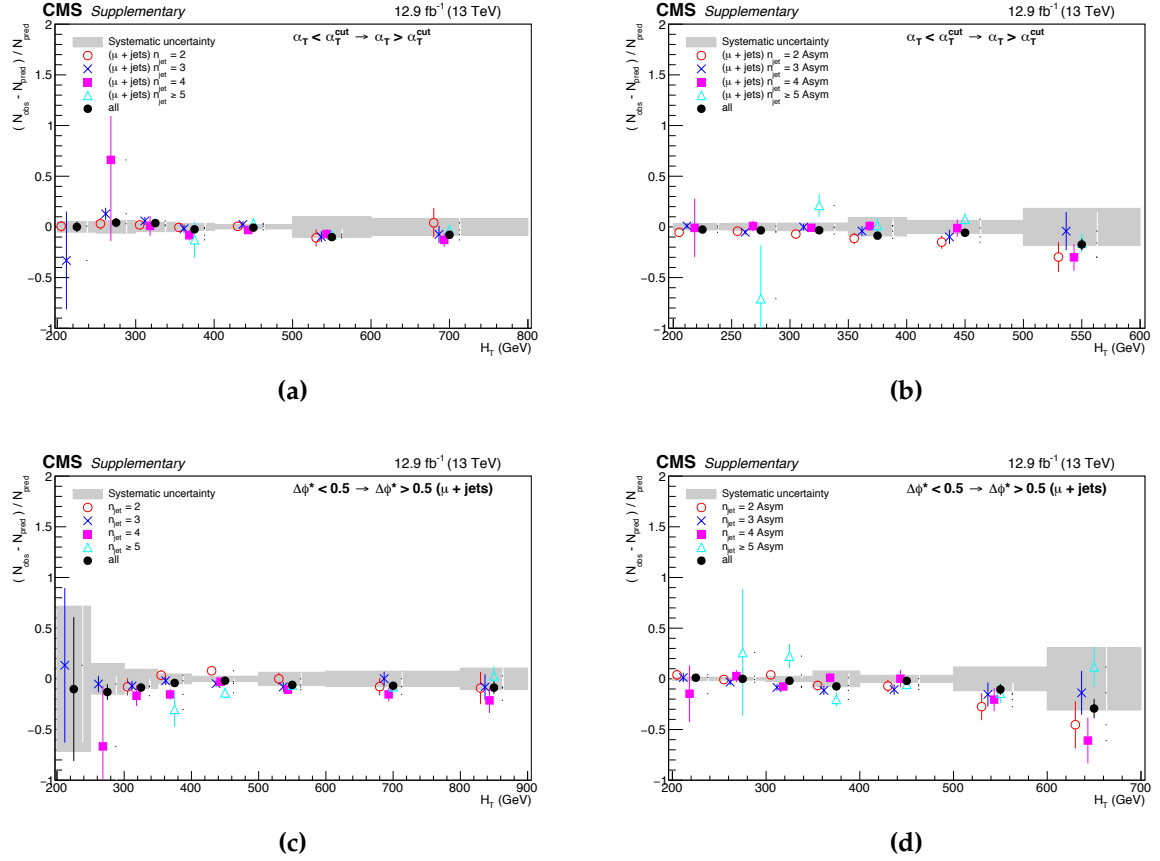 CMS Supplementary 12.9 fb⁻¹ (13 TeV)
(N_obs - N_pred) / N_pred
α_T < α_T^cut → α_T > α_T^cut
Systematic uncertainty
(μ + jets) n_jet = 2
(μ + jets) n_jet = 3
(μ + jets) n_jet = 4
(μ + jets) n_jet ≥ 5
all
2
1.5
1
0.5
0
−0.5
−1
200 300 400 500 600 700 800
H_T (GeV)
(a)
CMS Supplementary 12.9 fb⁻¹ (13 TeV)
(N_obs - N_pred) / N_pred
α_T < α_T^cut → α_T > α_T^cut
Systematic uncertainty
(μ + jets) n_jet = 2 Asym
(μ + jets) n_jet = 3 Asym
(μ + jets) n_jet = 4 Asym
(μ + jets) n_jet ≥ 5 Asym
all
2
1.5
1
0.5
0
−0.5
−1
200 250 300 350 400 450 500 550 600
H_T (GeV)
(b)
CMS Supplementary 12.9 fb⁻¹ (13 TeV)
(N_obs - N_pred) / N_pred
Δϕ* < 0.5 → Δϕ* > 0.5 (μ + jets)
Systematic uncertainty
n_jet = 2
n_jet = 3
n_jet = 4
n_jet ≥ 5
all
2
1.5
1
0.5
0
−0.5
−1
200 300 400 500 600 700 800 900
H_T (GeV)
(c)
CMS Supplementary 12.9 fb⁻¹ (13 TeV)
(N_obs - N_pred) / N_pred
Δϕ* < 0.5 → Δϕ* > 0.5 (μ + jets)
Systematic uncertainty
n_jet = 2 Asym
n_jet = 3 Asym
n_jet = 4 Asym
n_jet ≥ 5 Asym
all
2
1.5
1
0.5
0
−0.5
−1
200 300 400 500 600 700
H_T (GeV)
(d)